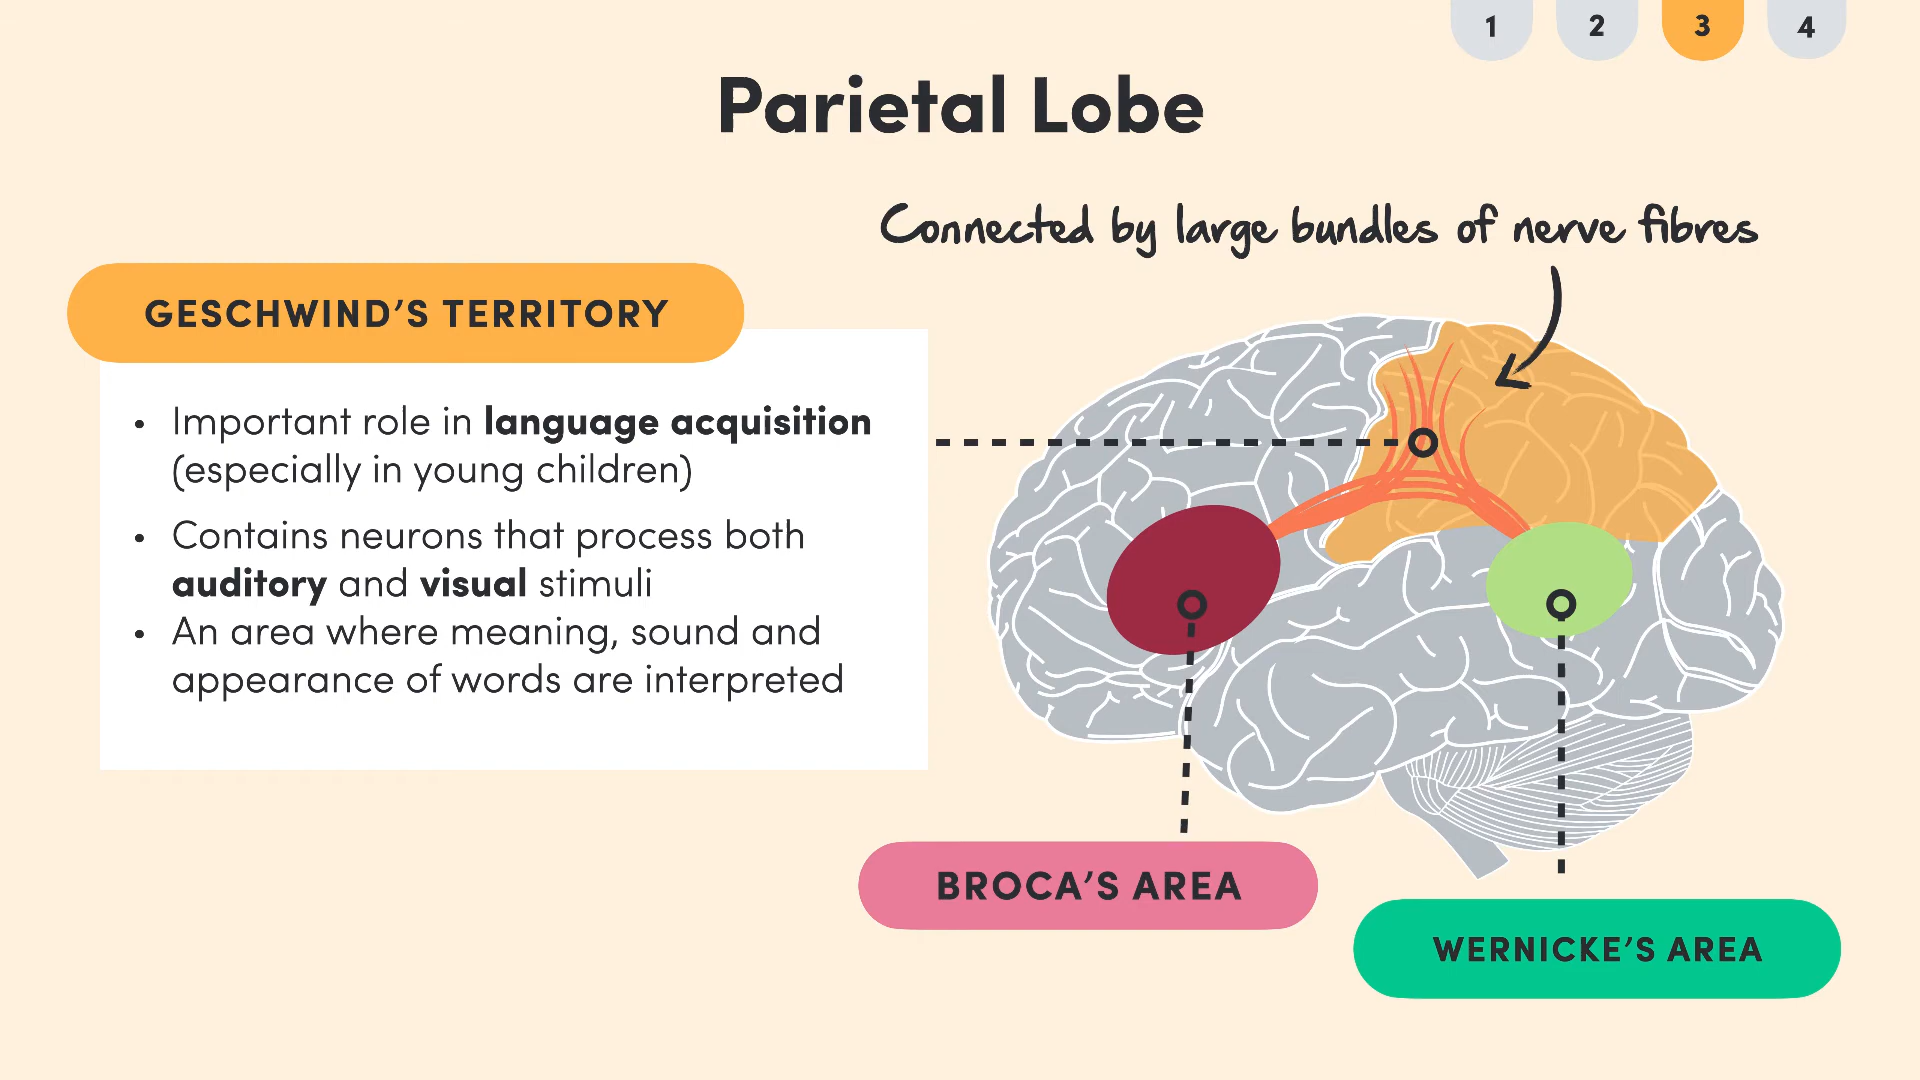 1 2 3 4
Parietal Lobe
Connected by large bundles of nerve fibres
GESCHWIND'S TERRITORY
• Important role in language acquisition
(especially in young children)
• Contains neurons that process both
auditory and visual stimuli
• An area where meaning, sound and
appearance of words are interpreted
BROCA'S AREA
WERNICKE'S AREA